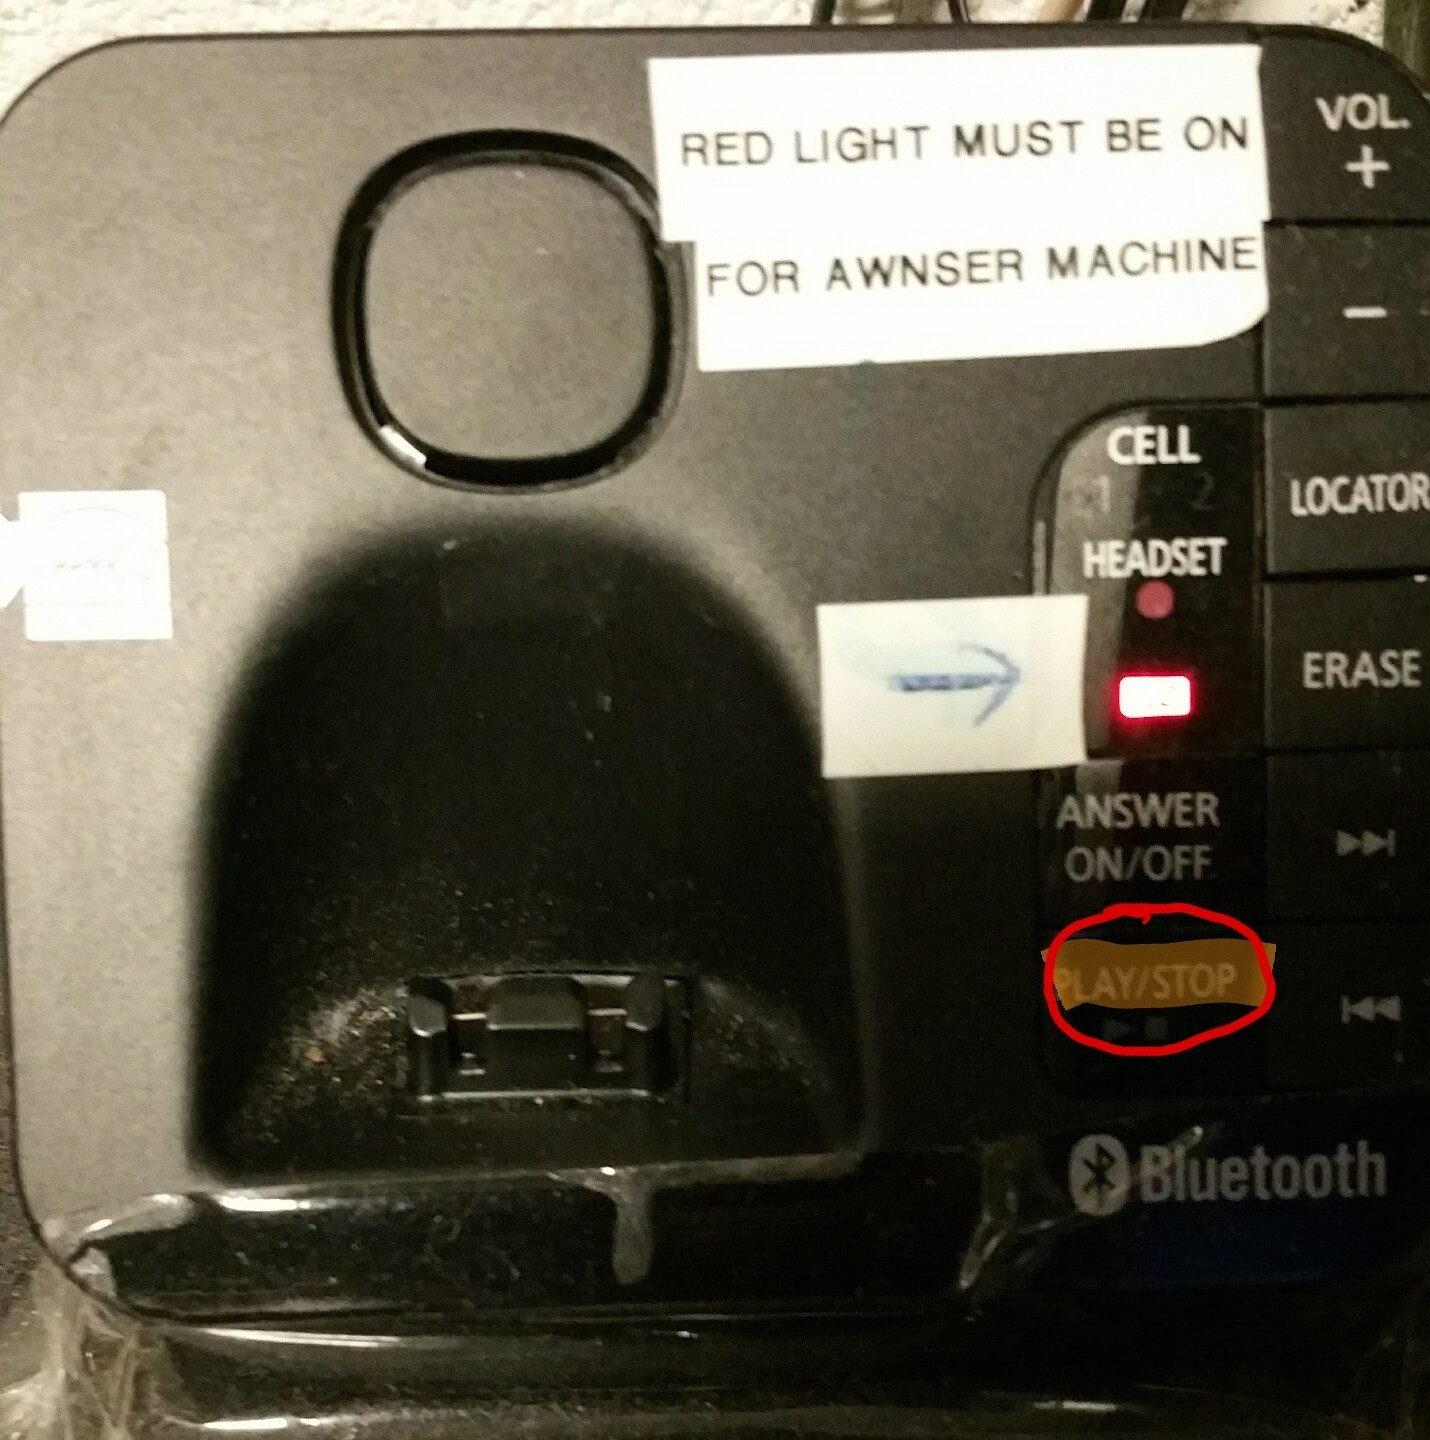 RED LIGHT MUST BE ON
FOR AWNSER MACHINE
VOL.
+
-
CELL
1 2
LOCATOR
HEADSET
ERASE
ANSWER
ON/OFF
PLAY/STOP
Bluetooth